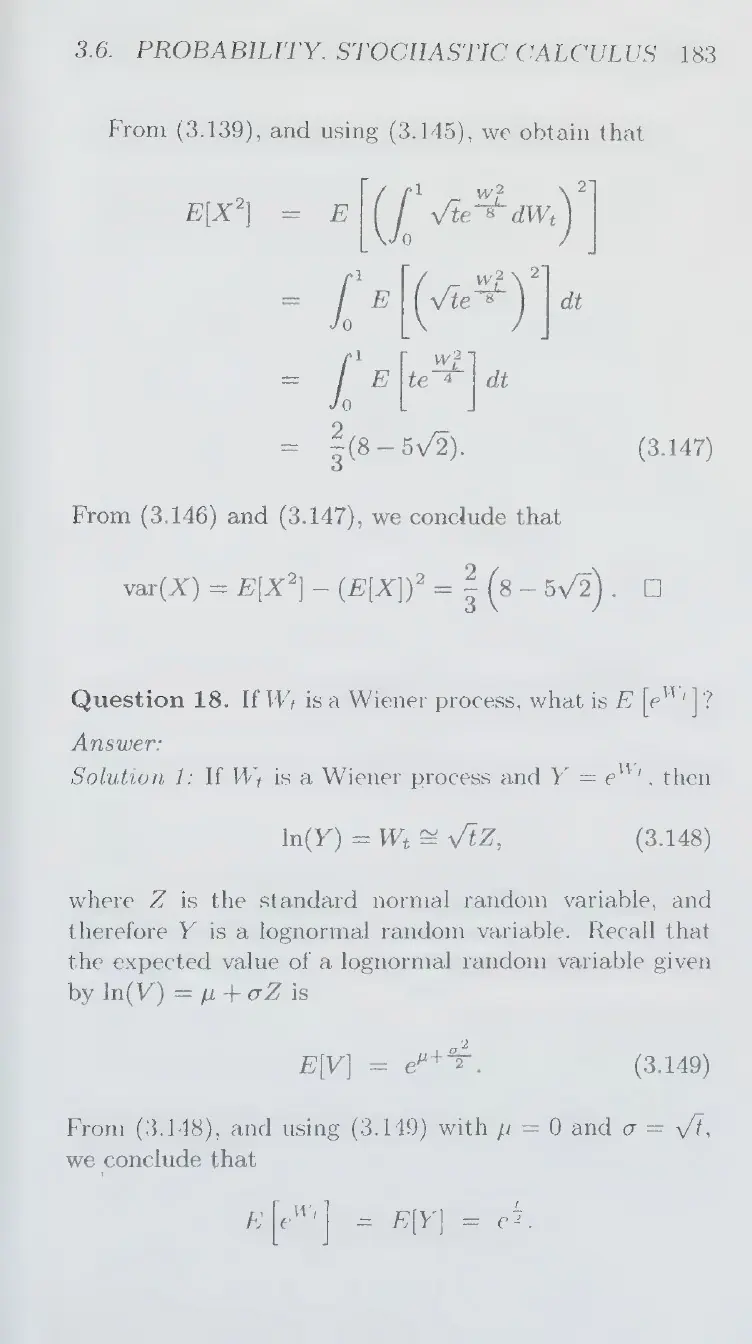 3.6. PROBABILITY. STOCHASTIC CALCULUS 183
From (3.139), and using (3.145), we obtain that
E[X²] = E[(∫₀¹ √t e^{W_t²/8} dW_t)²]
= ∫₀¹ E[(√t e^{W_t²/8})²] dt
= ∫₀¹ E[t e^{W_t²/4}] dt
= 2/3 (8 − 5√2). (3.147)
From (3.146) and (3.147), we conclude that
var(X) = E[X²] − (E[X])² = 2/3 (8 − 5√2). □
Question 18. If W_t is a Wiener process, what is E[e^{W_t}]?
Answer:
Solution 1: If W_t is a Wiener process and Y = e^{W_t}, then
ln(Y) = W_t ≅ √t Z, (3.148)
where Z is the standard normal random variable, and
therefore Y is a lognormal random variable. Recall that
the expected value of a lognormal random variable given
by ln(V) = μ + σZ is
E[V] = e^{μ+σ²/2}. (3.149)
From (3.148), and using (3.149) with μ = 0 and σ = √t,
we conclude that
E[e^{W_t}] = E[Y] = e^{t/2}.